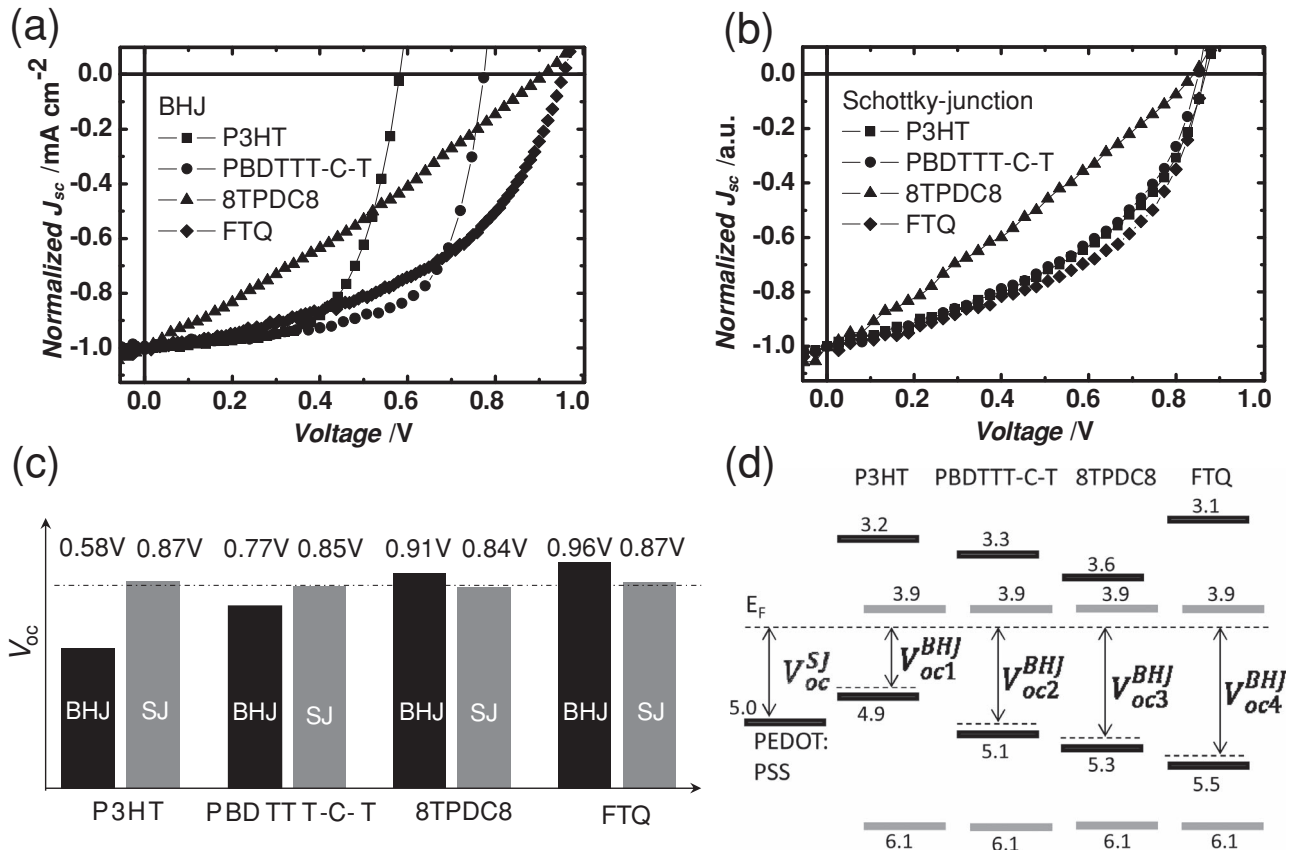 (a)
Normalized Jsc /mA cm-2
0.0
-0.2
-0.4
-0.6
-0.8
-1.0
BHJ
P3HT
PBDTTT-C-T
8TPDC8
FTQ
0.0 0.2 0.4 0.6 0.8 1.0
Voltage /V
(b)
Normalized Jsc /a.u.
0.0
-0.2
-0.4
-0.6
-0.8
-1.0
Schottky-junction
P3HT
PBDTTT-C-T
8TPDC8
FTQ
0.0 0.2 0.4 0.6 0.8 1.0
Voltage /V
(c)
Voc
0.58V 0.87V 0.77V 0.85V 0.91V 0.84V 0.96V 0.87V
BHJ SJ BHJ SJ BHJ SJ BHJ SJ
P3HT PBDTTT-C-T 8TPDC8 FTQ
(d)
P3HT PBDTTT-C-T 8TPDC8 FTQ
3.2 3.3 3.6 3.1
3.9 3.9 3.9 3.9
EF
VocSJ Voc1BHJ Voc2BHJ Voc3BHJ Voc4BHJ
5.0 4.9 5.1 5.3 5.5
PEDOT:
PSS
6.1 6.1 6.1 6.1